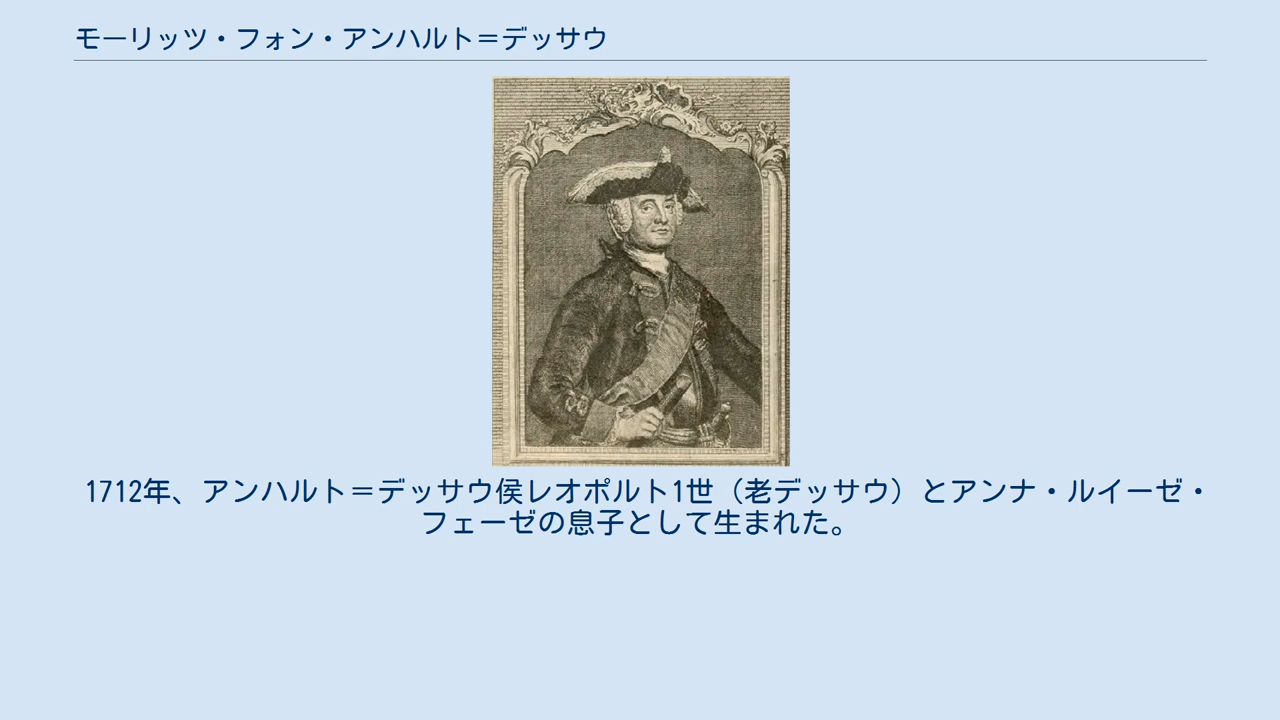 モーリッツ・フォン・アンハルト＝デッサウ
1712年、アンハルト＝デッサウ侯レオポルト1世（老デッサウ）とアンナ・ルイーゼ・
フェーゼの息子として生まれた。